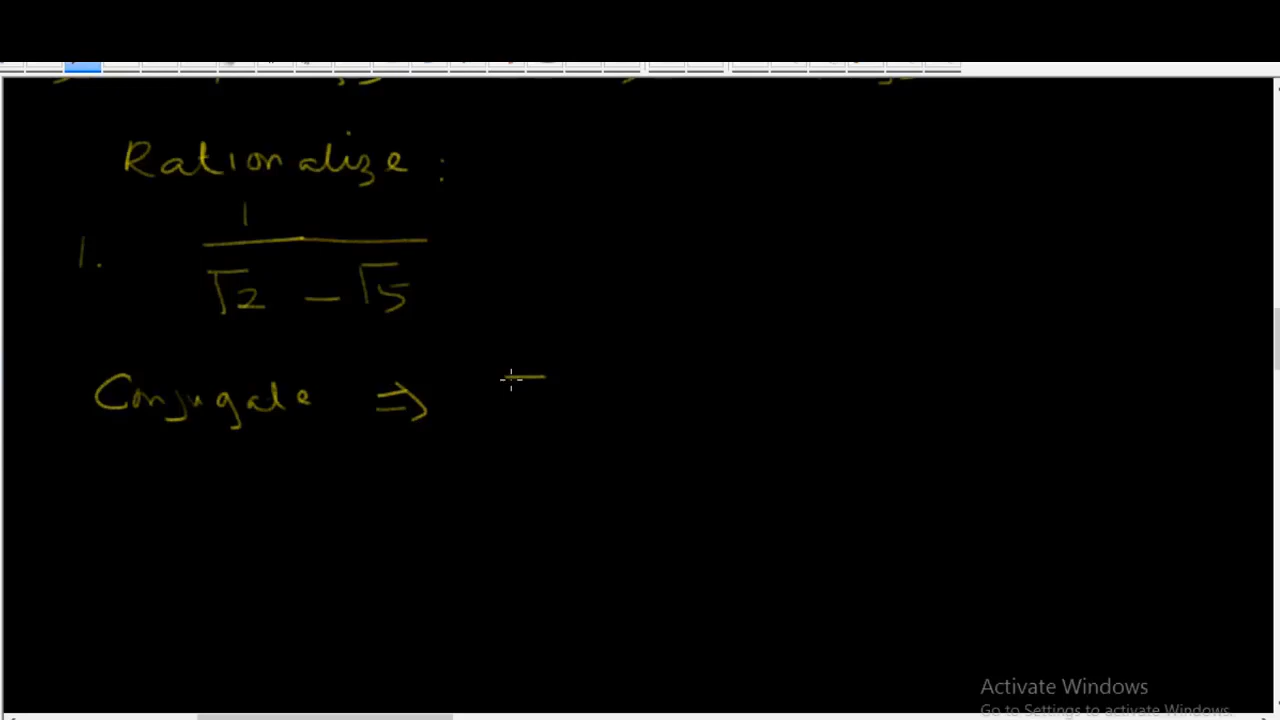 Rationalize :
1. 1 / √2 – √5
Conjugate ⇒
Activate Windows
Go to Settings to activate Windows.